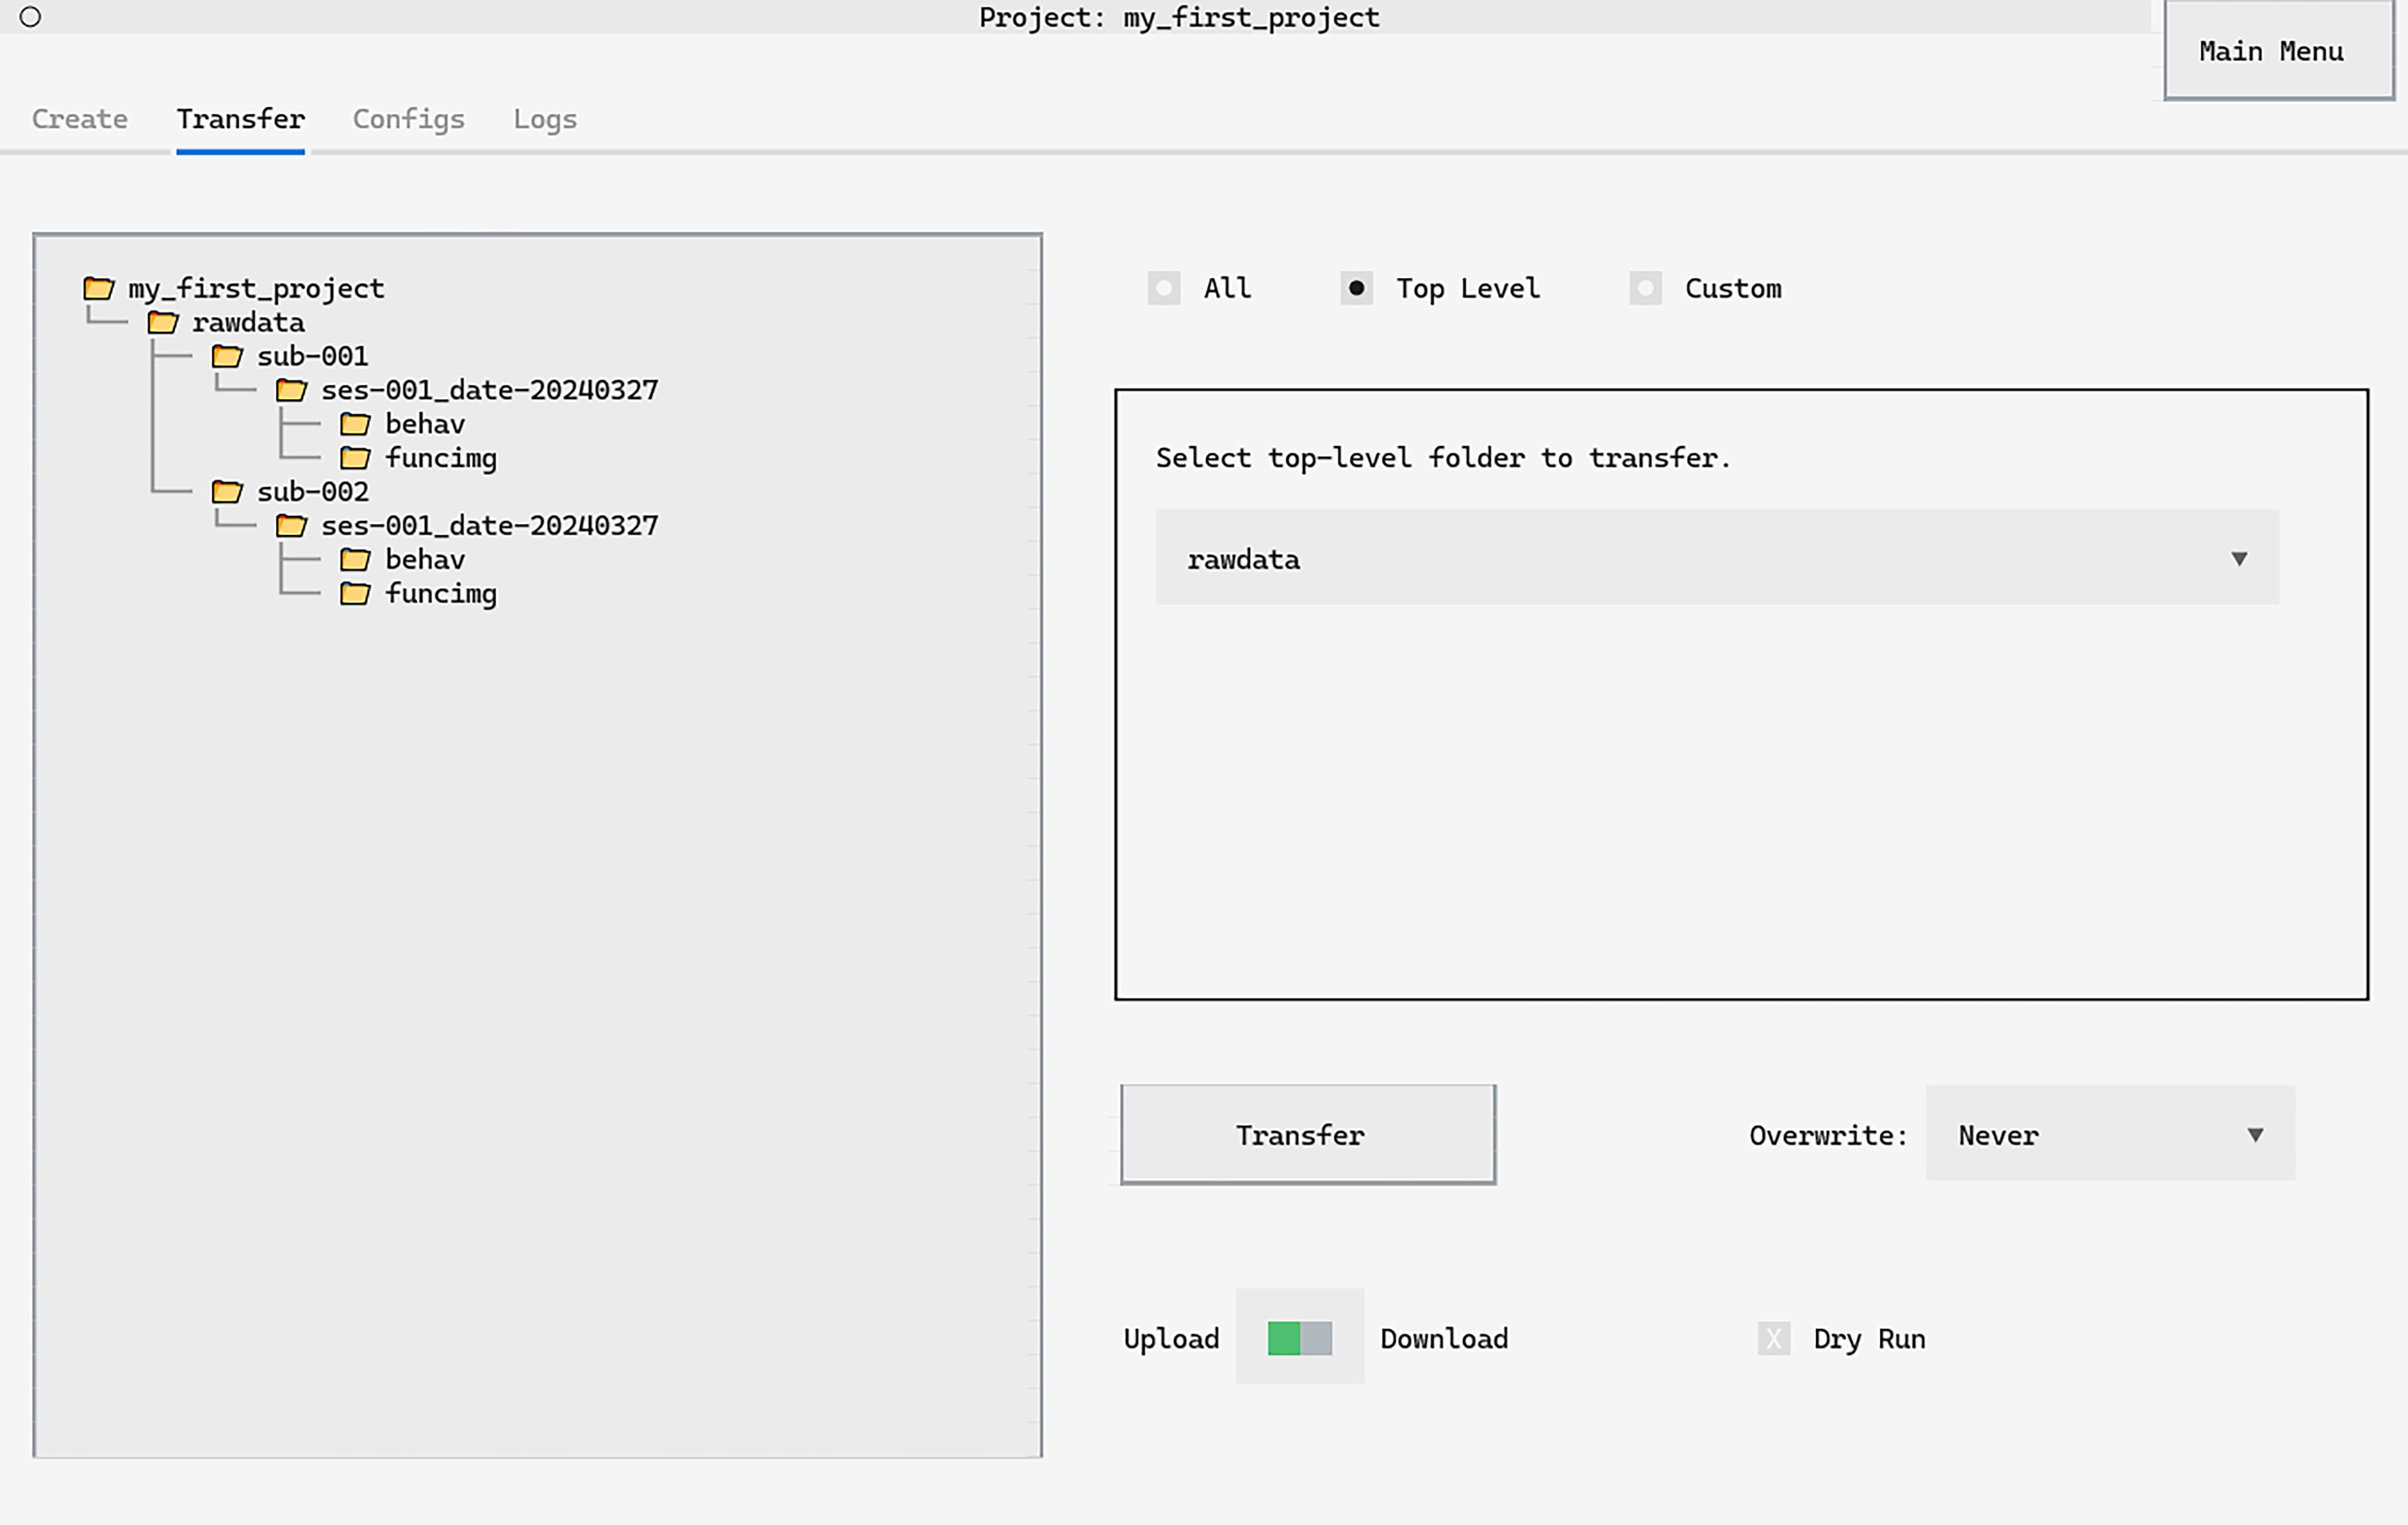 Project: my_first_project
Main Menu
Create Transfer Configs Logs
my_first_project
rawdata
sub-001
ses-001_date-20240327
behav
funcimg
sub-002
ses-001_date-20240327
behav
funcimg
All Top Level Custom
Select top-level folder to transfer.
rawdata
Transfer
Overwrite: Never
Upload Download
X Dry Run